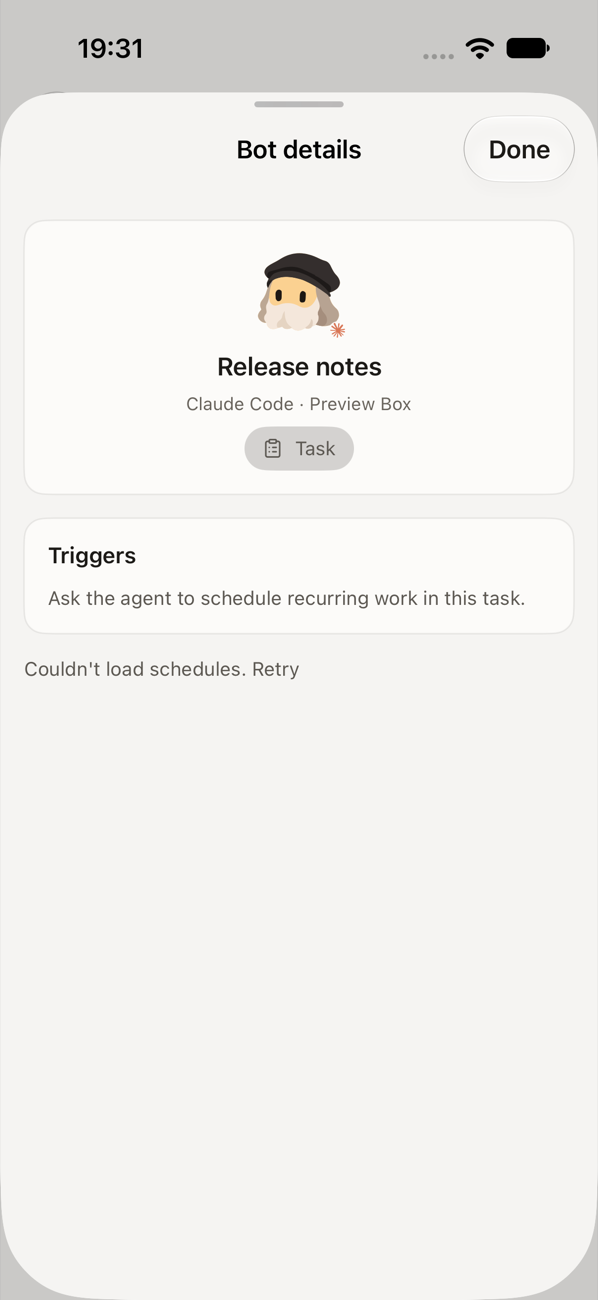 19:31
Bot details
Done
Release notes
Claude Code · Preview Box
Task
Triggers
Ask the agent to schedule recurring work in this task.
Couldn't load schedules. Retry